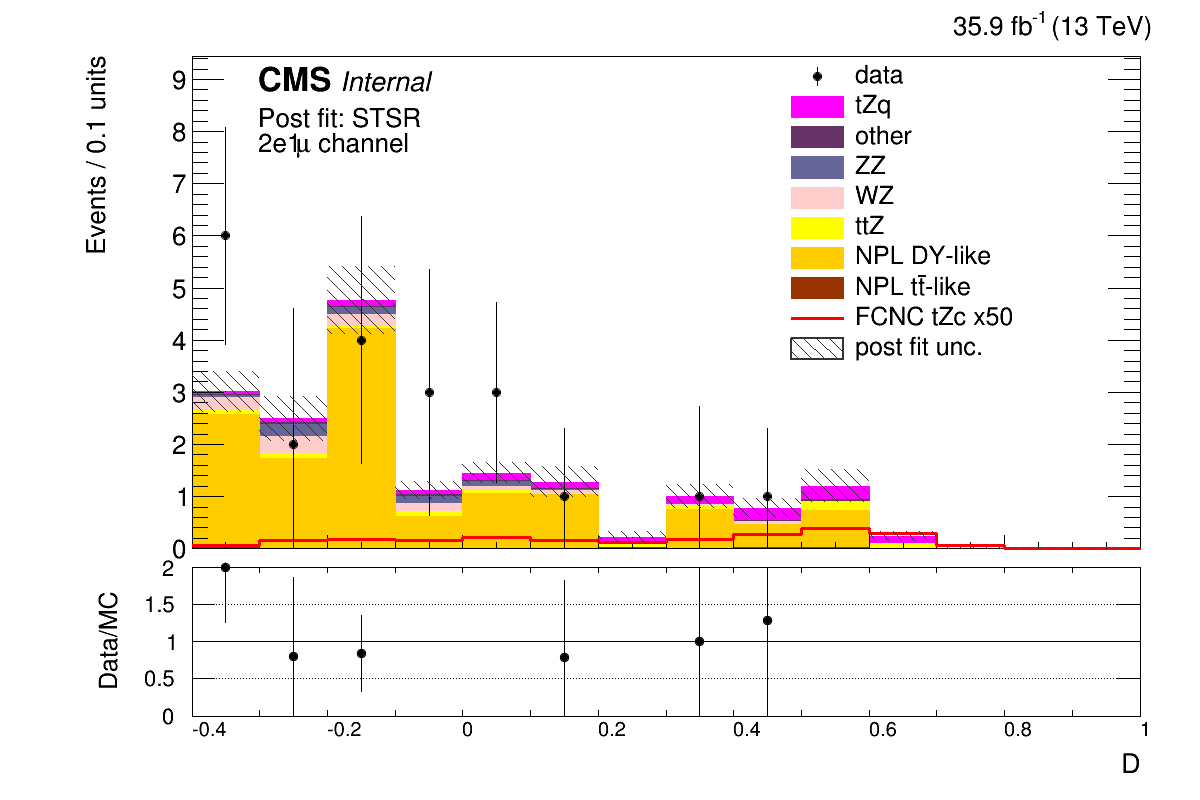 35.9 fb-1 (13 TeV)
CMS Internal
Post fit: STSR
2e1μ channel
Events / 0.1 units
9
8
7
6
5
4
3
2
1
0
data
tZq
other
ZZ
WZ
ttZ
NPL DY-like
NPL tt̄-like
FCNC tZc x50
post fit unc.
Data/MC
2
1.5
1
0.5
0
-0.4 -0.2 0 0.2 0.4 0.6 0.8 1
D